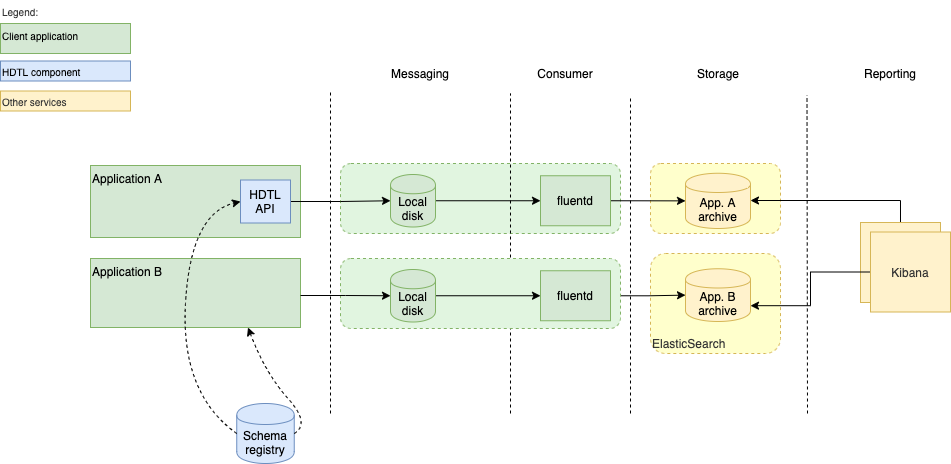 Legend:
Client application
HDTL component
Other services
Messaging
Consumer
Storage
Reporting
Application A
HDTL
API
Local
disk
fluentd
App. A
archive
Application B
Local
disk
fluentd
App. B
archive
Kibana
ElasticSearch
Schema
registry